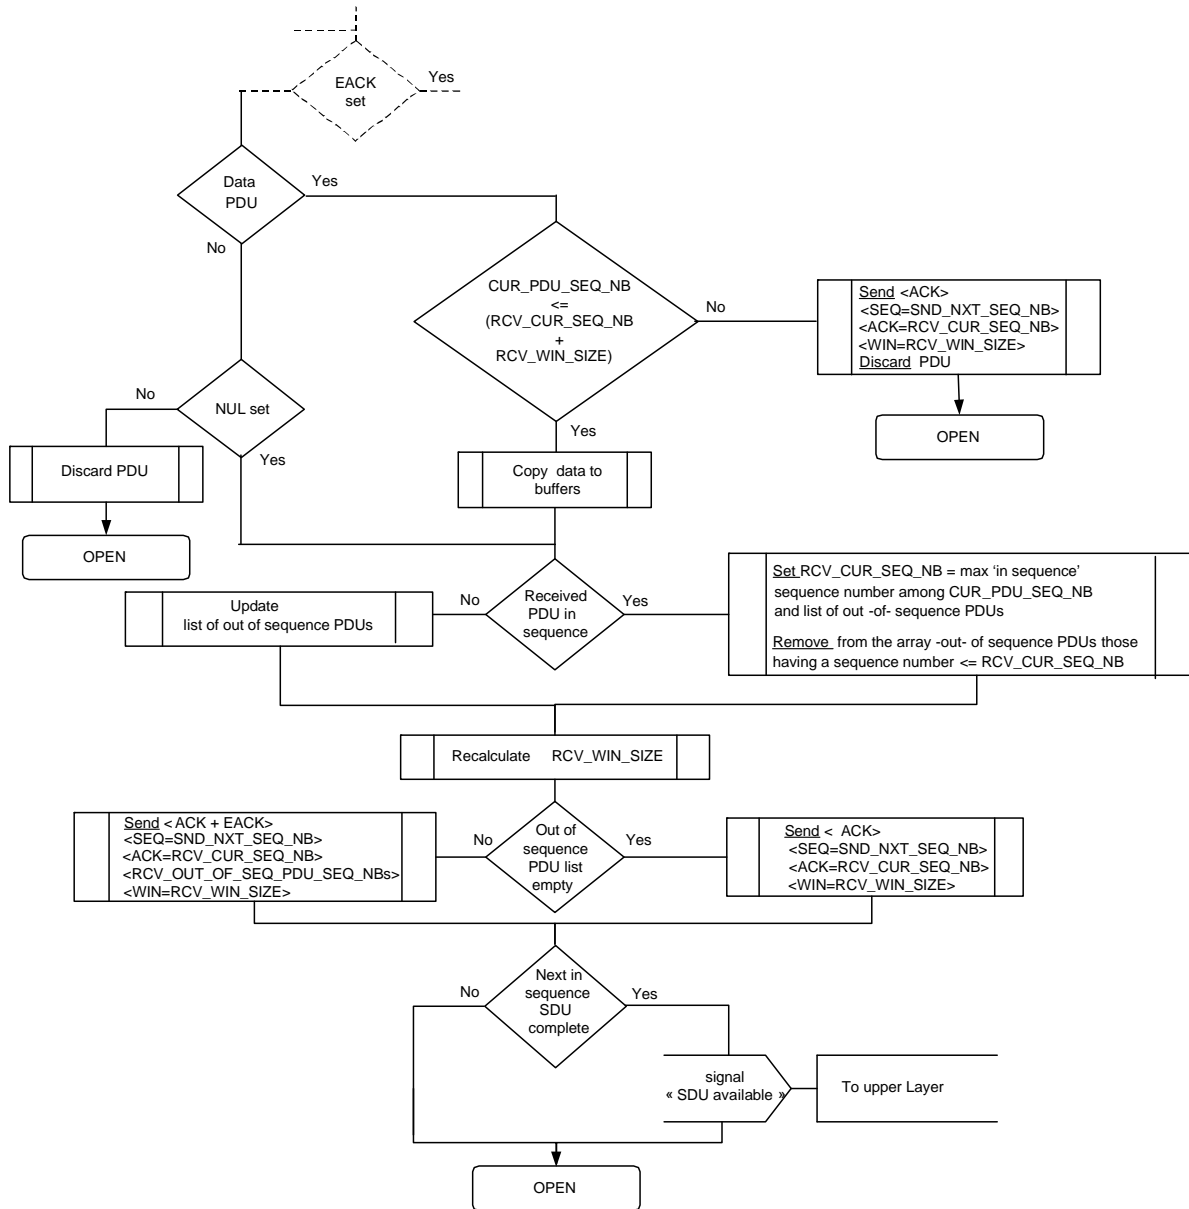 EACK
set
Yes
Data
PDU
Yes
No
CUR_PDU_SEQ_NB
<=
(RCV_CUR_SEQ_NB
+
RCV_WIN_SIZE)
No
Send <ACK>
<SEQ=SND_NXT_SEQ_NB>
<ACK=RCV_CUR_SEQ_NB>
<WIN=RCV_WIN_SIZE>
Discard PDU
OPEN
No
NUL set
Yes
Yes
Discard PDU
OPEN
Copy data to
buffers
No
Received
PDU in
sequence
Yes
Update
list of out of sequence PDUs
Set RCV_CUR_SEQ_NB = max ‘in sequence’
sequence number among CUR_PDU_SEQ_NB
and list of out -of- sequence PDUs
Remove from the array -out- of sequence PDUs those
having a sequence number <= RCV_CUR_SEQ_NB
Recalculate RCV_WIN_SIZE
Send < ACK + EACK>
<SEQ=SND_NXT_SEQ_NB>
<ACK=RCV_CUR_SEQ_NB>
<RCV_OUT_OF_SEQ_PDU_SEQ_NBs>
<WIN=RCV_WIN_SIZE>
No
Out of
sequence
PDU list
empty
Yes
Send < ACK>
<SEQ=SND_NXT_SEQ_NB>
<ACK=RCV_CUR_SEQ_NB>
<WIN=RCV_WIN_SIZE>
No
Next in
sequence
SDU
complete
Yes
signal
« SDU available »
To upper Layer
OPEN